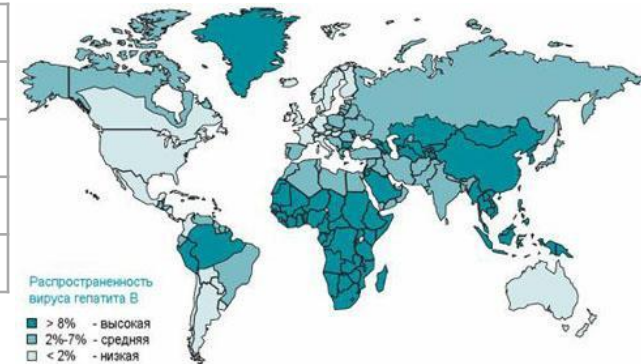 Распространенность
вируса гепатита В
> 8% - высокая
2%-7% - средняя
< 2% - низкая